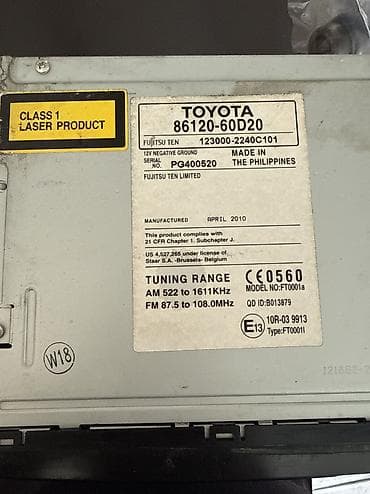 CLASS 1
LASER PRODUCT
TOYOTA
86120-60D20
FUJITSU TEN 123000-2240C101
12V NEGATIVE GROUND MADE IN
SERIAL NO. PG400520 THE PHILIPPINES
FUJITSU TEN LIMITED
MANUFACTURED APRIL 2010
This product complies with
21 CFR Chapter 1. Subchapter J.
US 4,527,265 under license of
Staar S.A. -Brussels- Belgium
TUNING RANGE CE0560
MODEL NO:FT0001a
AM 522 to 1611KHz
QD ID:B013879
FM 87.5 to 108.0MHz
E13 10R-03 9913
Type:FT0001l
W18